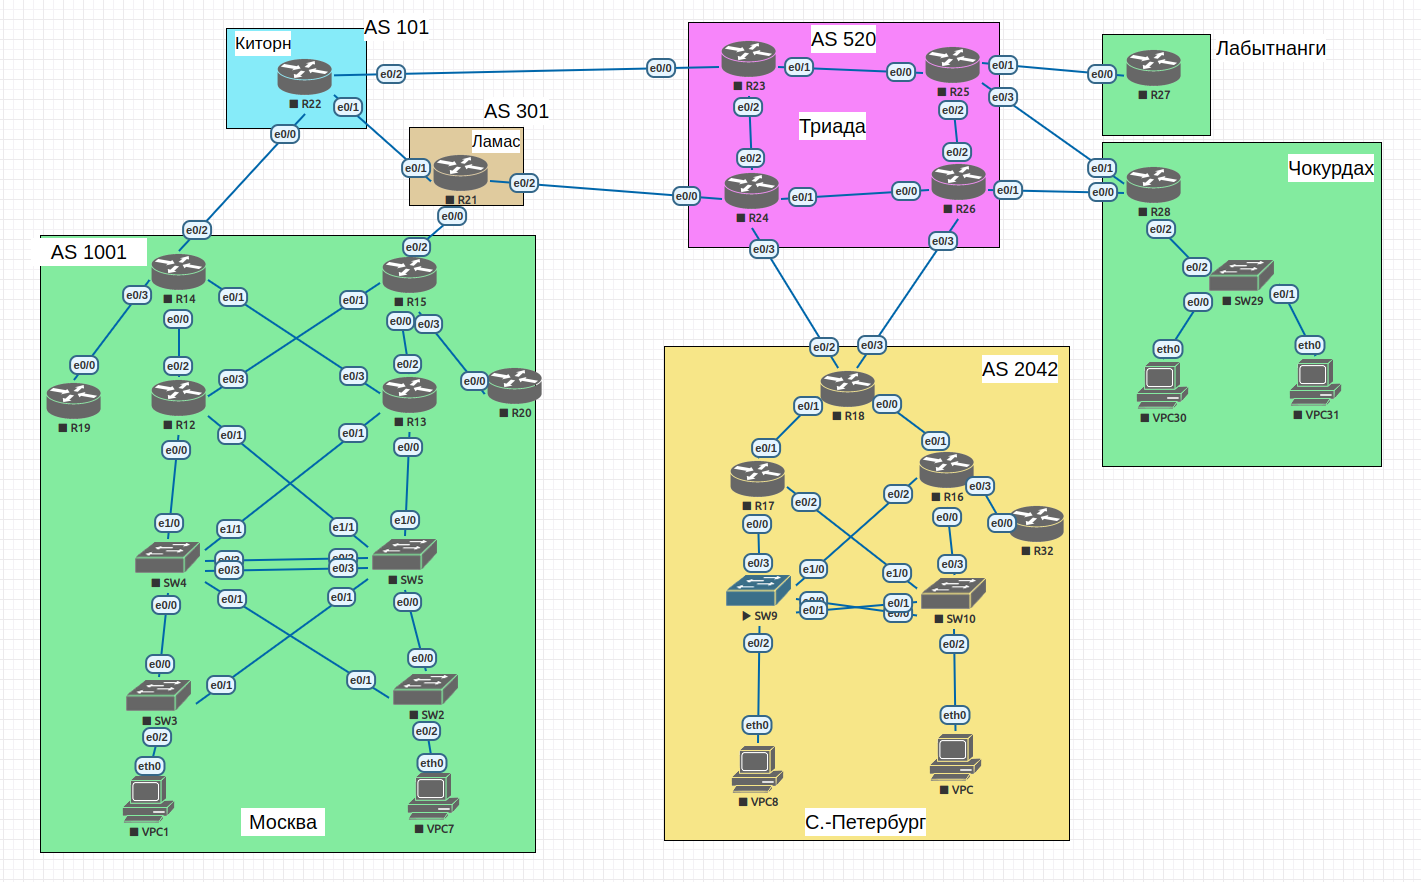 AS 101
Киторн
R22
e0/2
e0/1
e0/0
AS 301
Ламас
R21
e0/1
e0/2
e0/0
AS 520
Триада
e0/0
R23
e0/1
e0/2
e0/0
R25
e0/1
e0/3
e0/2
e0/2
e0/0
R24
e0/1
e0/3
e0/2
e0/0
R26
e0/1
e0/3
Лабытнанги
e0/0
R27
Чокурдах
e0/1
e0/0
R28
e0/2
e0/2
SW29
e0/0
e0/1
eth0
eth0
VPC30
VPC31
AS 1001
e0/2
R14
e0/3
e0/1
e0/0
e0/2
R15
e0/1
e0/0
e0/3
e0/0
R19
e0/2
R12
e0/3
e0/1
e0/0
e0/3
e0/2
R13
e0/1
e0/0
e0/0
R20
e1/0
e1/1
SW4
e0/3
e0/0
e0/1
e1/1
e1/0
SW5
e0/3
e0/1
e0/0
e0/0
SW3
e0/1
e0/2
eth0
VPC1
e0/0
e0/1
SW2
e0/2
eth0
VPC7
Москва
AS 2042
e0/2
e0/3
R18
e0/1
e0/0
e0/1
R17
e0/2
e0/0
e0/1
R16
e0/2
e0/3
e0/0
e0/0
R32
e0/3
e1/0
SW9
e0/0
e0/1
e0/2
e1/0
e0/3
SW10
e0/1
e0/0
e0/2
eth0
VPC8
eth0
VPC
С.-Петербург